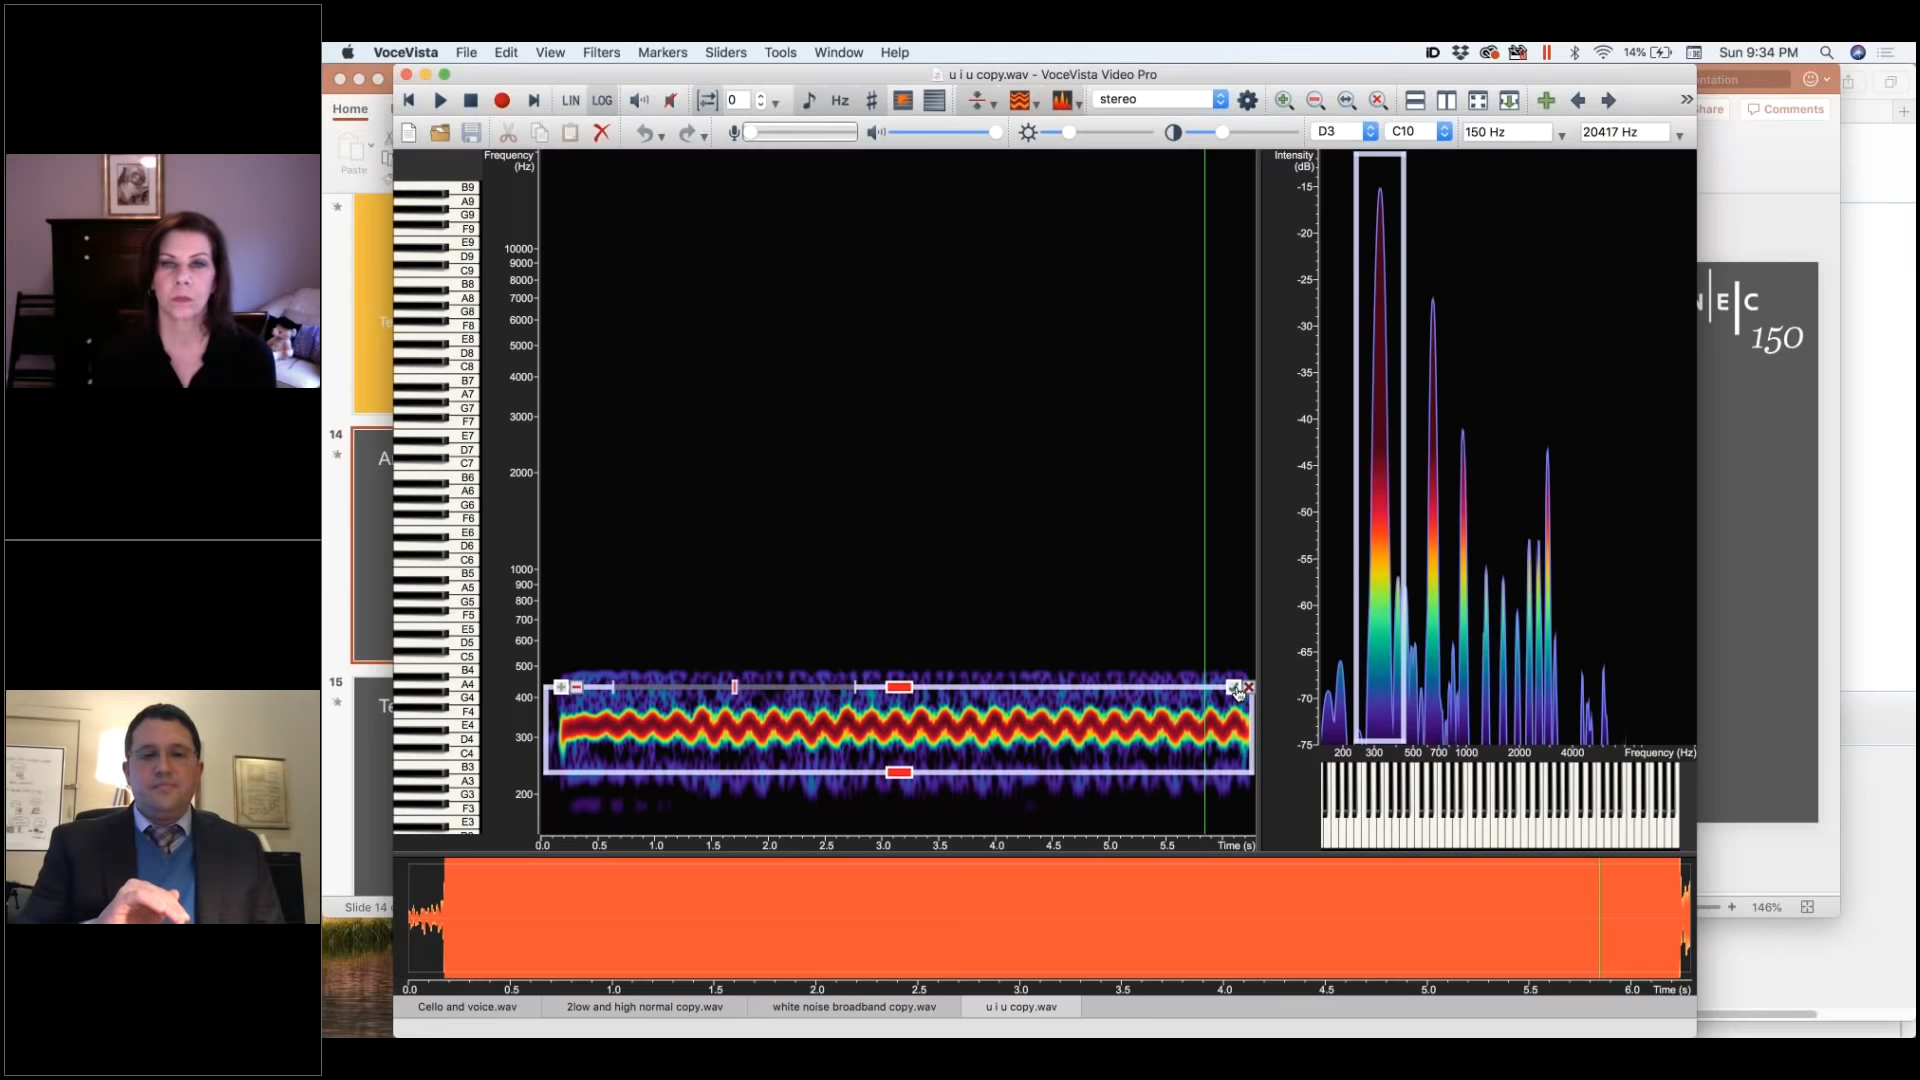 VoceVista File Edit View Filters Markers Sliders Tools Window Help
iD 14% Sun 9:34 PM
u i u copy.wav - VoceVista Video Pro
Home
LIN LOG 0 Hz stereo
D3 C10 150 Hz 20417 Hz
Paste
Comments
Frequency (Hz)
B9
A9
G9
F9
E9
D9
C9
B8
A8
G8
F8
E8
D8
C8
B7
A7
G7
F7
E7
D7
C7
B6
A6
G6
F6
E6
D6
C6
B5
A5
G5
F5
E5
D5
C5
B4
A4
G4
F4
E4
D4
C4
B3
A3
G3
F3
E3
10000
9000
8000
7000
6000
5000
4000
3000
2000
1000
900
800
700
600
500
400
300
200
0.0 0.5 1.0 1.5 2.0 2.5 3.0 3.5 4.0 4.5 5.0 5.5 Time (s)
Intensity (dB)
-15
-20
-25
-30
-35
-40
-45
-50
-55
-60
-65
-70
-75
200 300 500 700 1000 2000 4000 Frequency (Hz)
14
A
15
Te
Te
Slide 14
E C
150
146%
0.0 0.5 1.0 1.5 2.0 2.5 3.0 3.5 4.0 4.5 5.0 5.5 6.0 Time (s)
Cello and voice.wav 2low and high normal copy.wav white noise broadband copy.wav u i u copy.wav